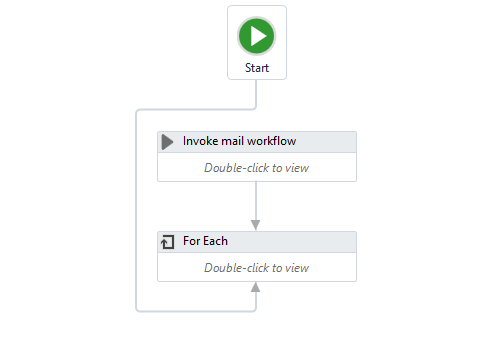 Start
Invoke mail workflow
Double-click to view
For Each
Double-click to view